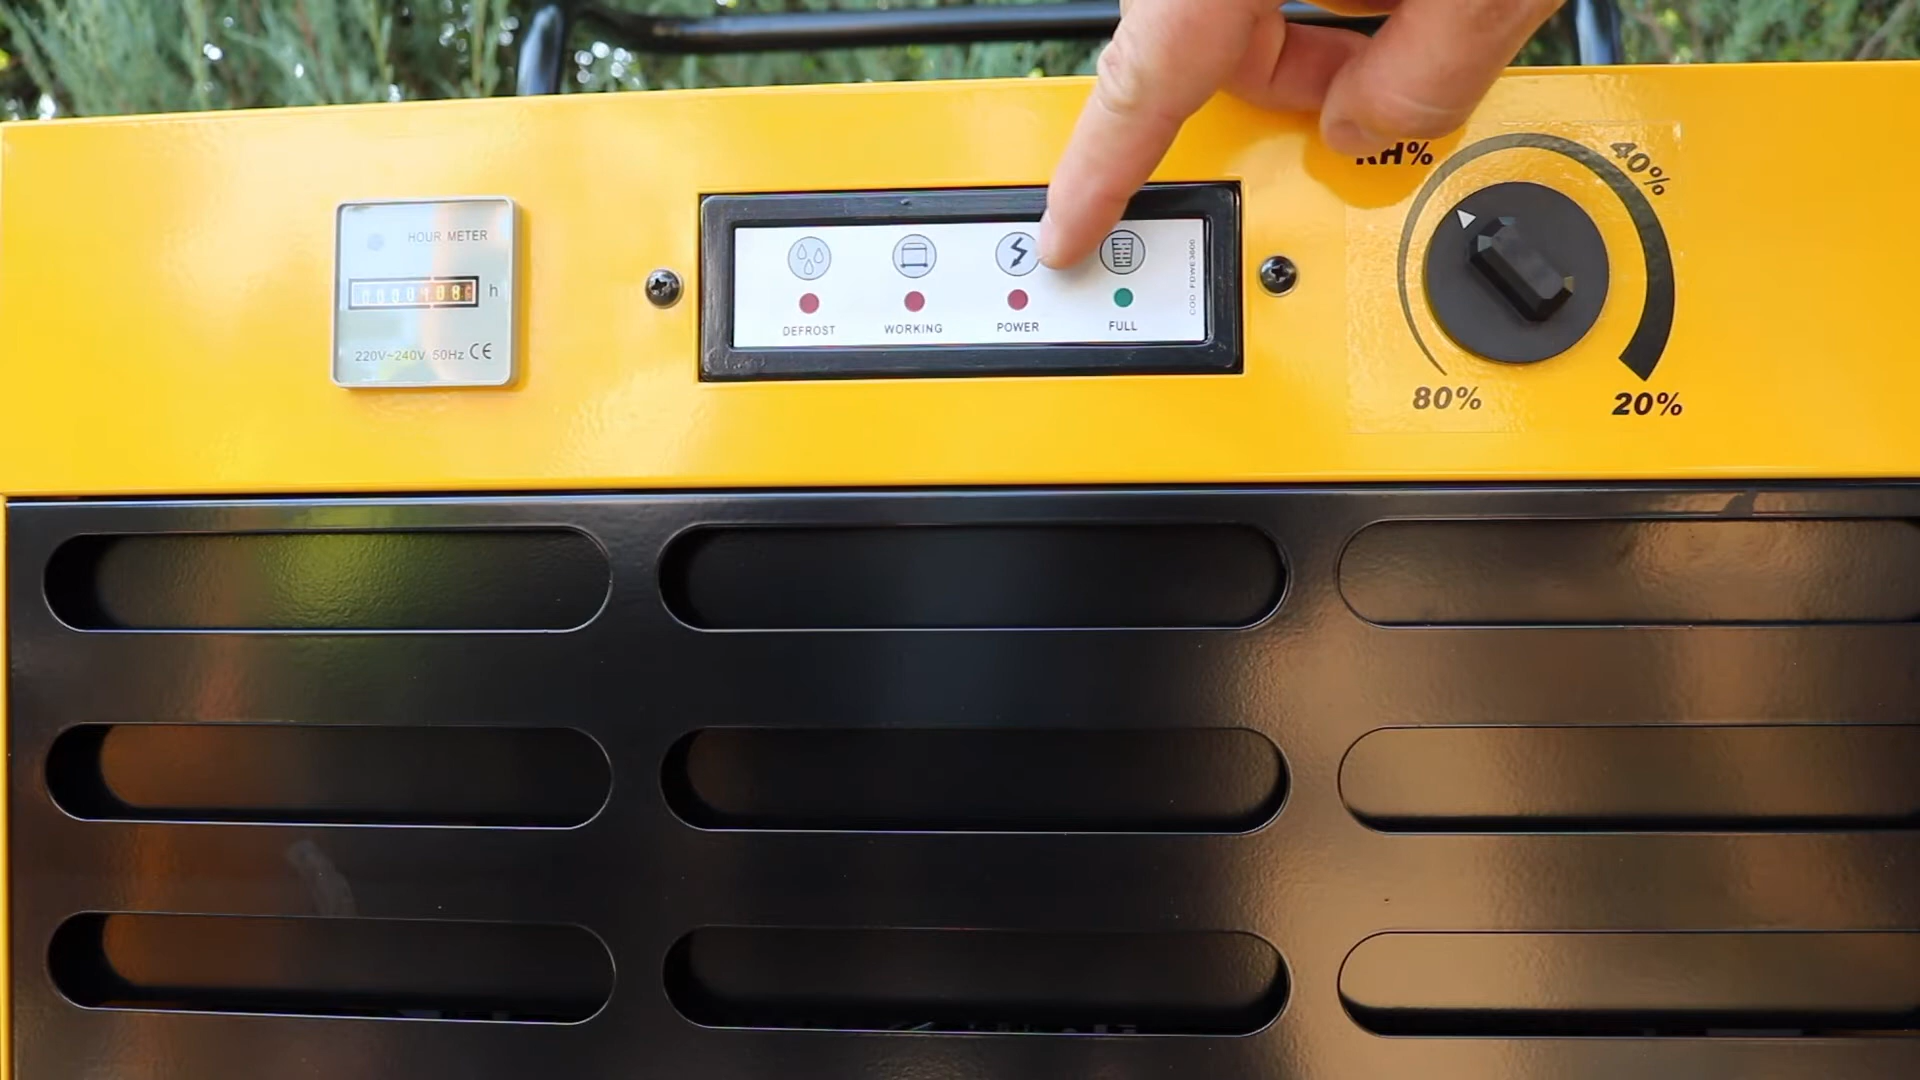 HOUR METER
h
220V~240V 50Hz CE
DEFROST
WORKING
POWER
FULL
RH%
40%
80%
20%